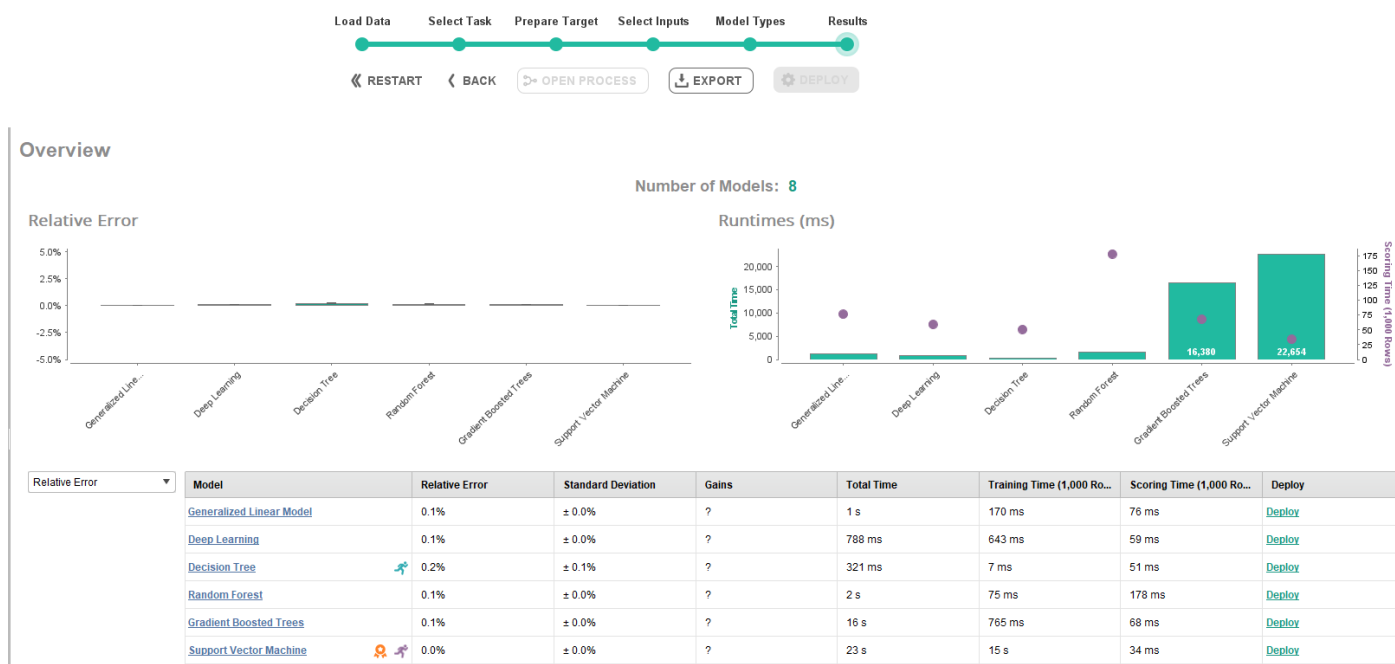 Load Data Select Task Prepare Target Select Inputs Model Types Results
RESTART BACK OPEN PROCESS EXPORT DEPLOY
Overview
Number of Models: 8
Relative Error
5.0%
2.5%
0.0%
-2.5%
-5.0%
Generalized Line... Deep Learning Decision Tree Random Forest Gradient Boosted Trees Support Vector Machine
Runtimes (ms)
Total Time
20,000
15,000
10,000
5,000
0
16,380 22,654
175
150
125
100
75
50
25
0
Scoring Time (1,000 Rows)
Generalized Line... Deep Learning Decision Tree Random Forest Gradient Boosted Trees Support Vector Machine
Relative Error
Model Relative Error Standard Deviation Gains Total Time Training Time (1,000 Ro... Scoring Time (1,000 Ro... Deploy
Generalized Linear Model 0.1% ± 0.0% ? 1 s 170 ms 76 ms Deploy
Deep Learning 0.1% ± 0.0% ? 788 ms 643 ms 59 ms Deploy
Decision Tree 0.2% ± 0.1% ? 321 ms 7 ms 51 ms Deploy
Random Forest 0.1% ± 0.0% ? 2 s 75 ms 178 ms Deploy
Gradient Boosted Trees 0.1% ± 0.0% ? 16 s 765 ms 68 ms Deploy
Support Vector Machine 0.0% ± 0.0% ? 23 s 15 s 34 ms Deploy